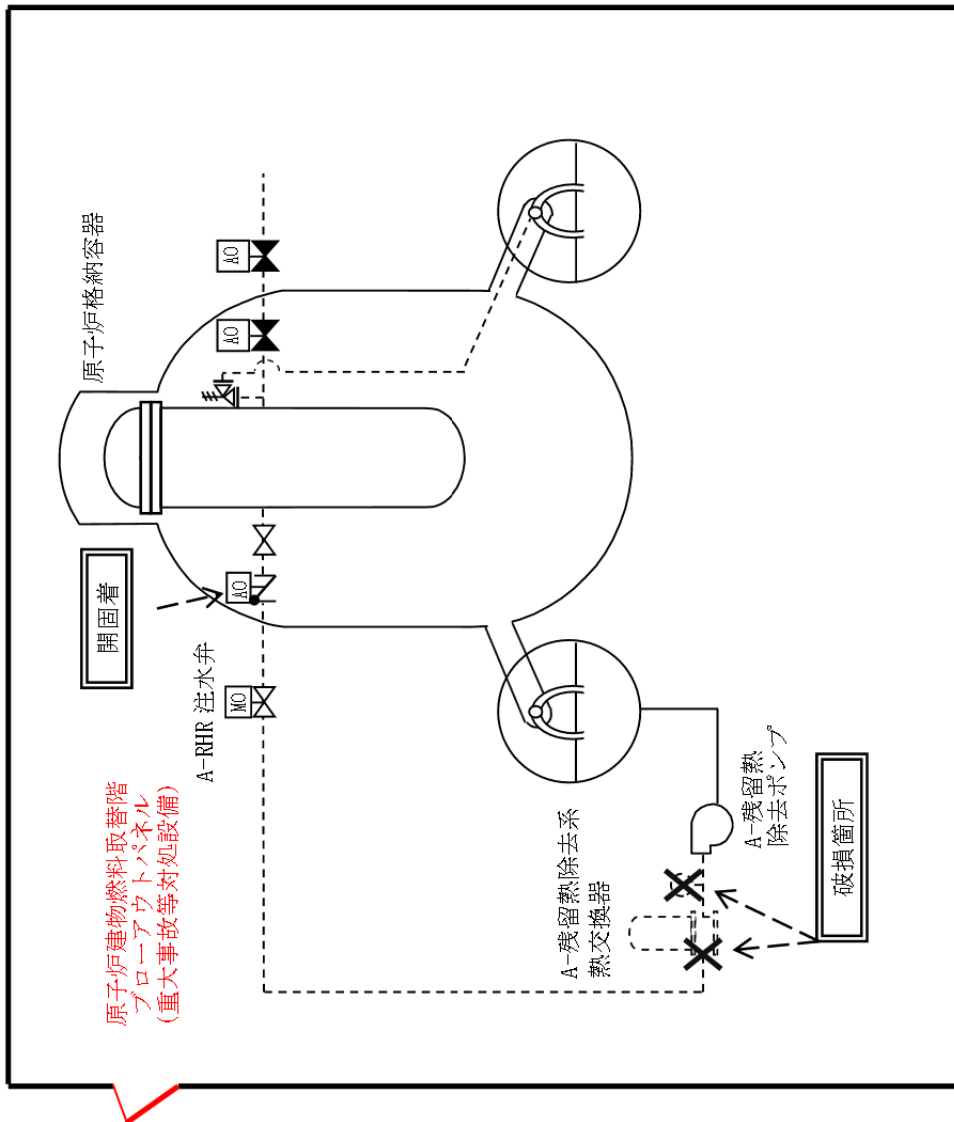 原子炉建物燃料取替階
ブローアウトパネル
(重大事故等対処設備)
A-RHR 注水弁
MO
開固着
AO
原子炉格納容器
AO
AO
A-残留熱除去系
熱交換器
A-残留熱
除去ポンプ
破損箇所